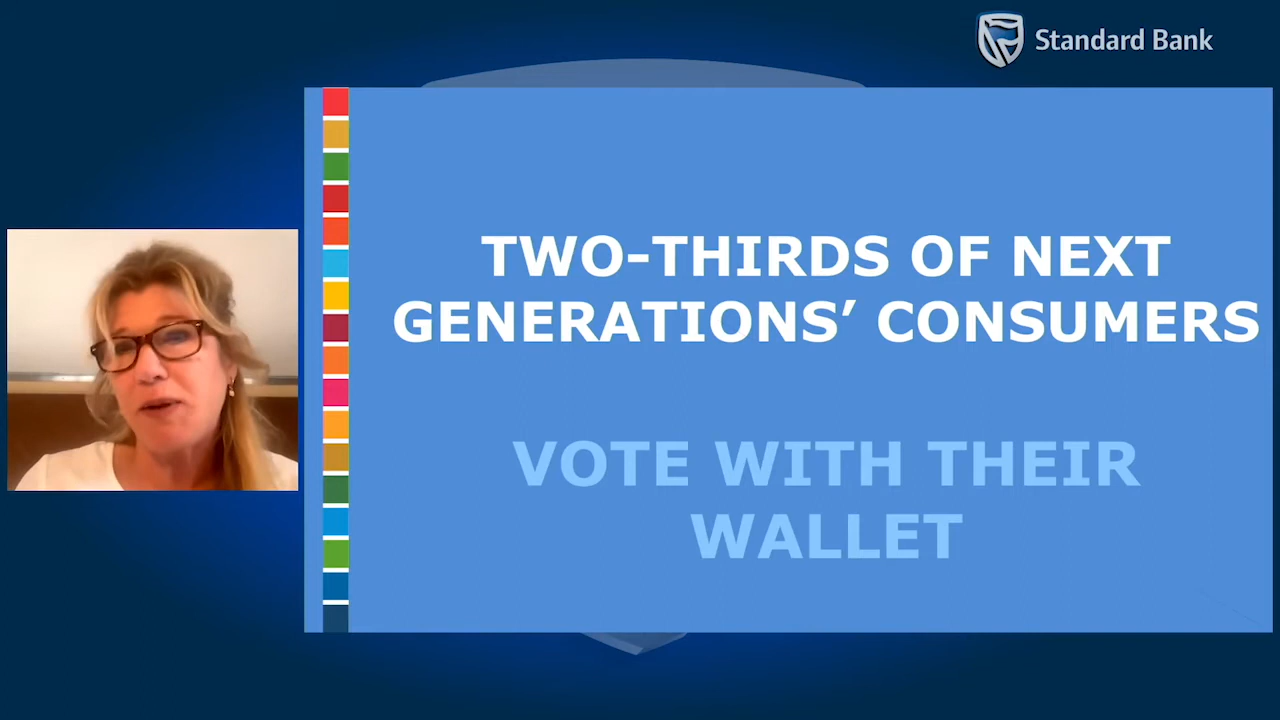 Standard Bank
TWO-THIRDS OF NEXT
GENERATIONS’ CONSUMERS
VOTE WITH THEIR
WALLET